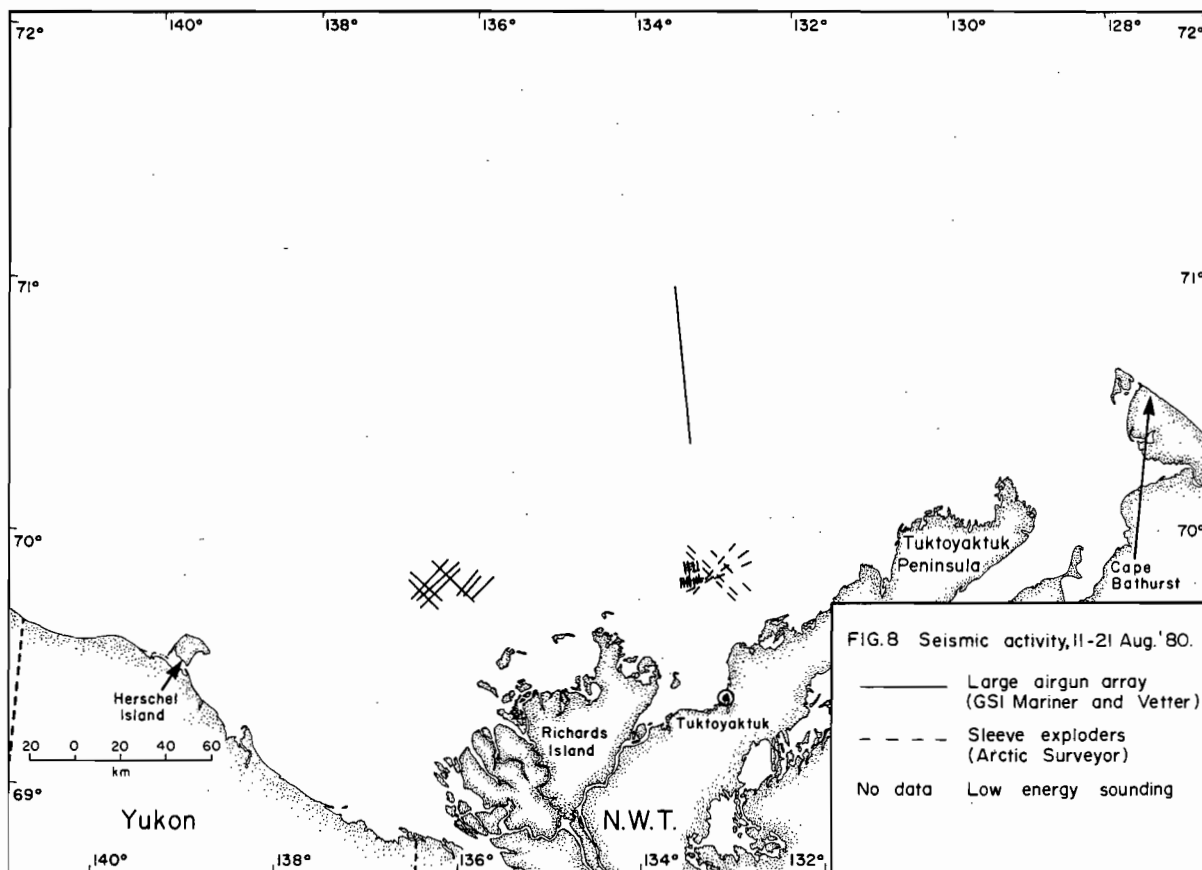 140° 138° 136° 134° 132° 130° 128°
72° 72°
71° 71°
70° 70°
Tuktoyaktuk
Peninsula
Cape
Bathurst
Herschel
Island
Richards
Island
Tuktoyaktuk
20 0 20 40 60
km
69°
Yukon
N.W.T.
140° 138° 136° 134° 132°
FIG. 8 Seismic activity, 11-21 Aug. '80.
Large airgun array
(GSI Mariner and Vetter)
Sleeve exploders
(Arctic Surveyor)
No data Low energy sounding